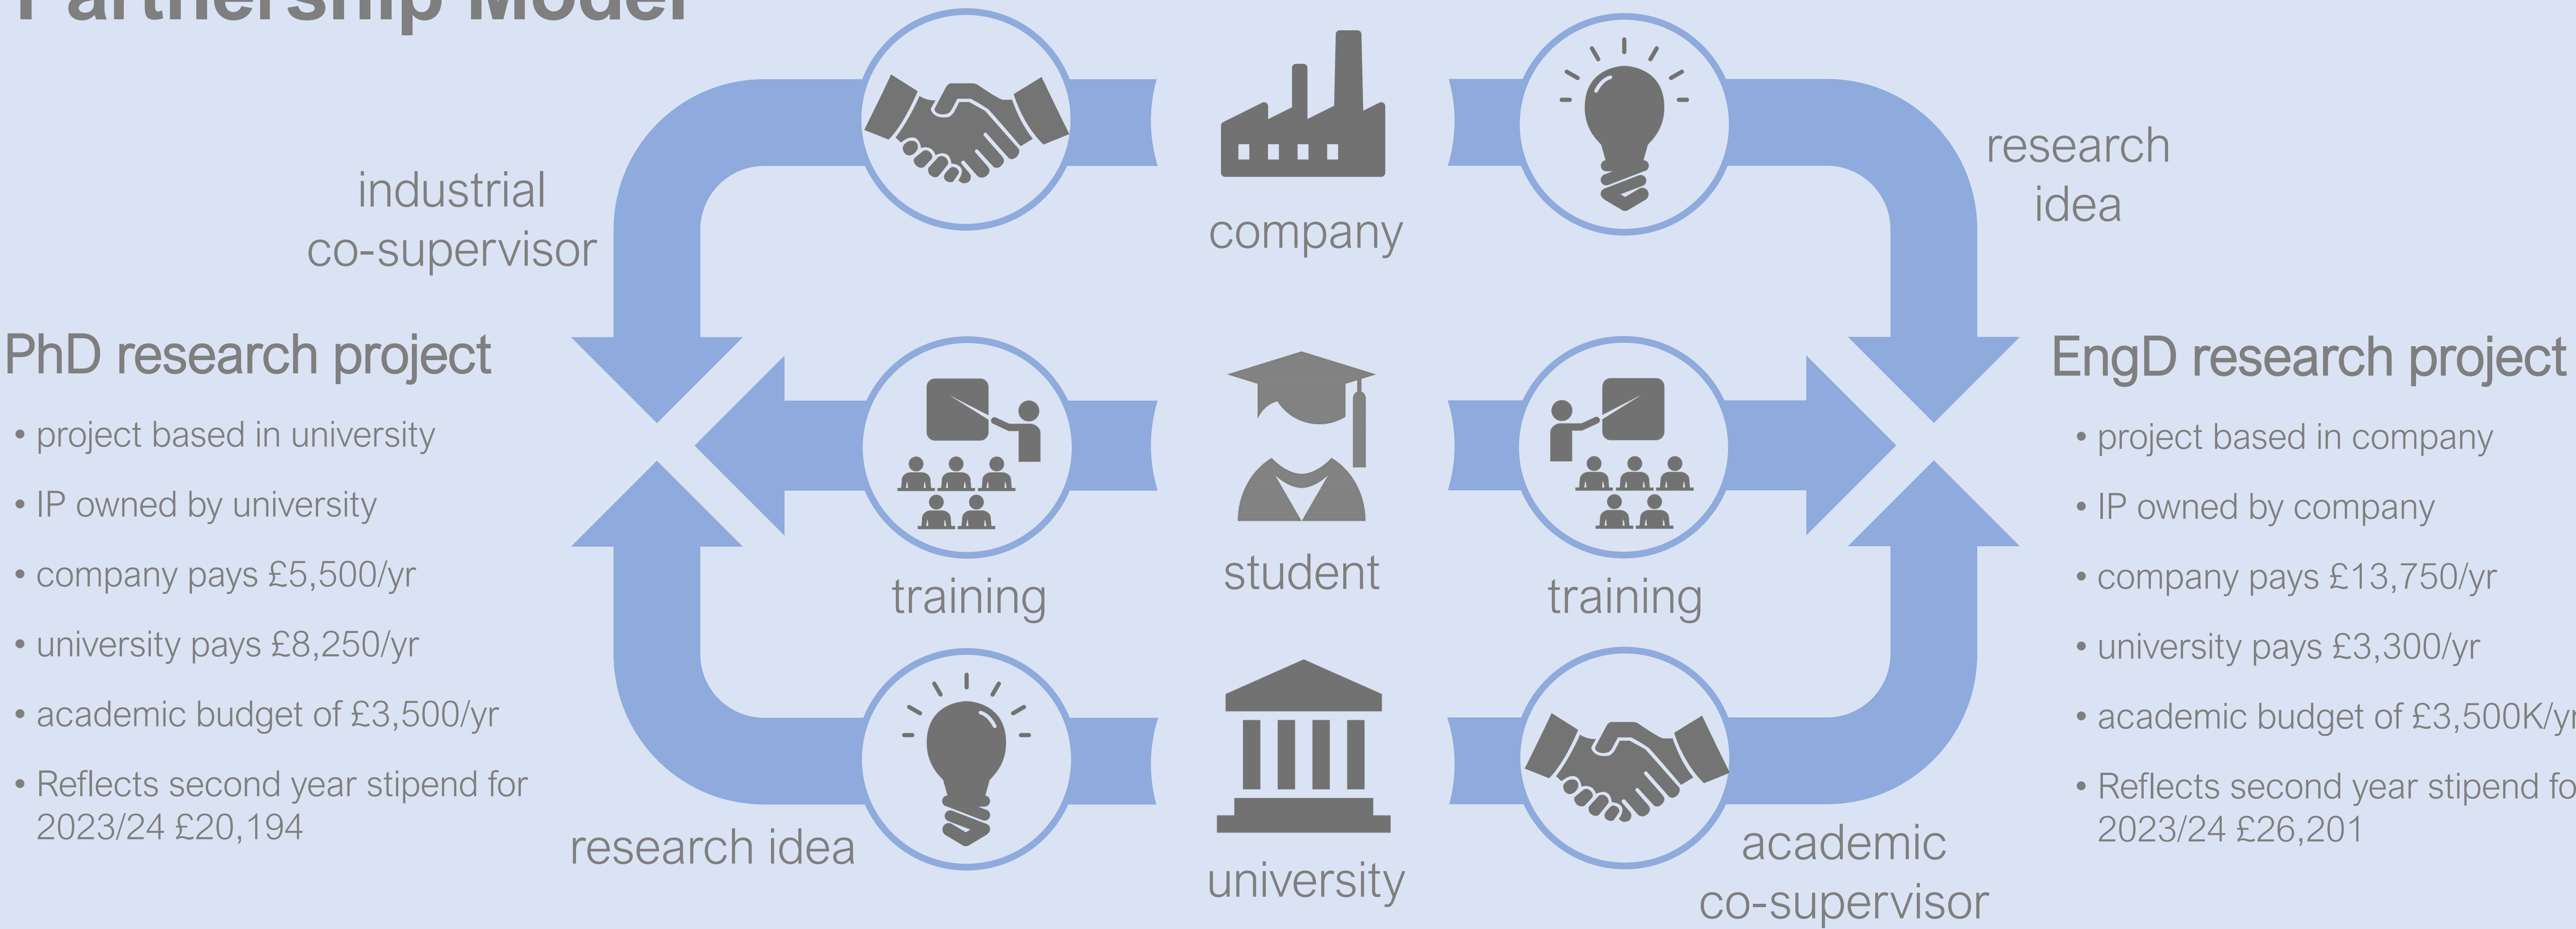 Partnership Model
industrial
co-supervisor
company
research
idea
PhD research project
• project based in university
• IP owned by university
• company pays £5,500/yr
• university pays £8,250/yr
• academic budget of £3,500/yr
• Reflects second year stipend for
2023/24 £20,194
training
student
training
EngD research project
• project based in company
• IP owned by company
• company pays £13,750/yr
• university pays £3,300/yr
• academic budget of £3,500K/yr
• Reflects second year stipend fo
2023/24 £26,201
research idea
university
academic
co-supervisor